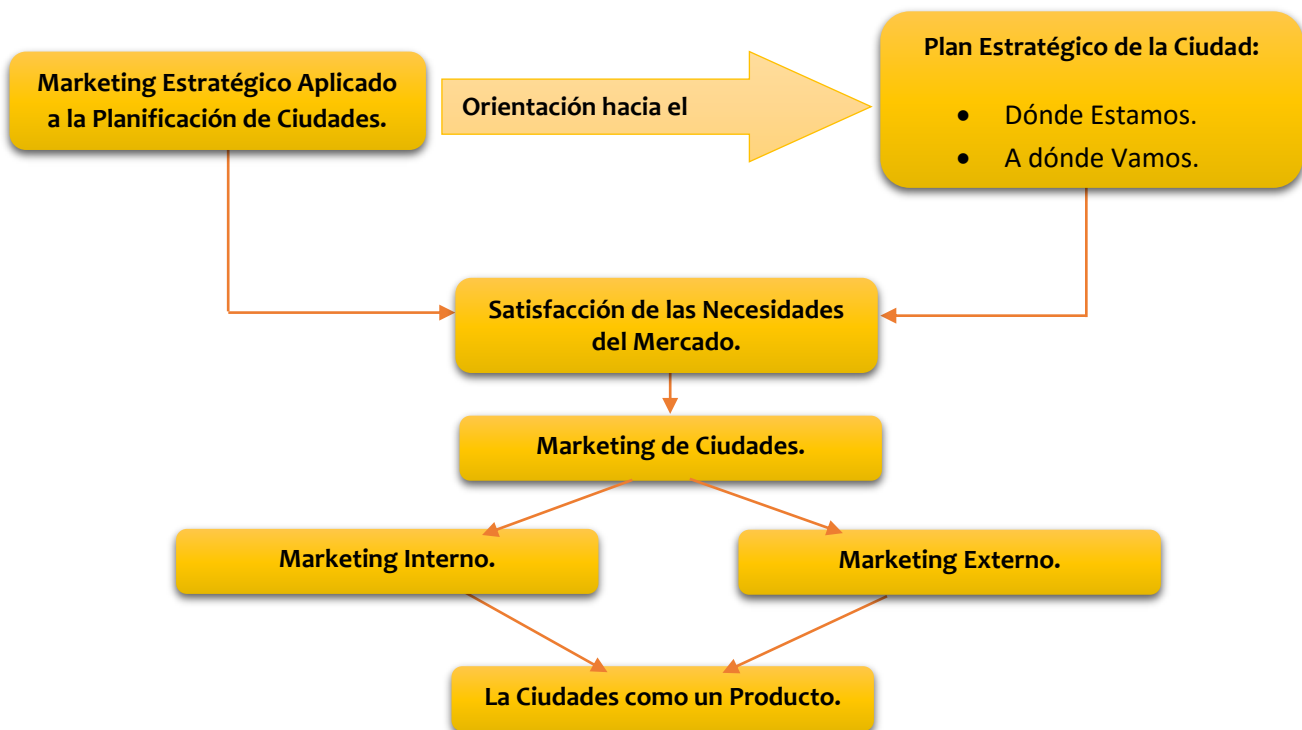 Marketing Estratégico Aplicado
a la Planificación de Ciudades.
Orientación hacia el
Plan Estratégico de la Ciudad:
• Dónde Estamos.
• A dónde Vamos.
Satisfacción de las Necesidades
del Mercado.
Marketing de Ciudades.
Marketing Interno.
Marketing Externo.
La Ciudades como un Producto.